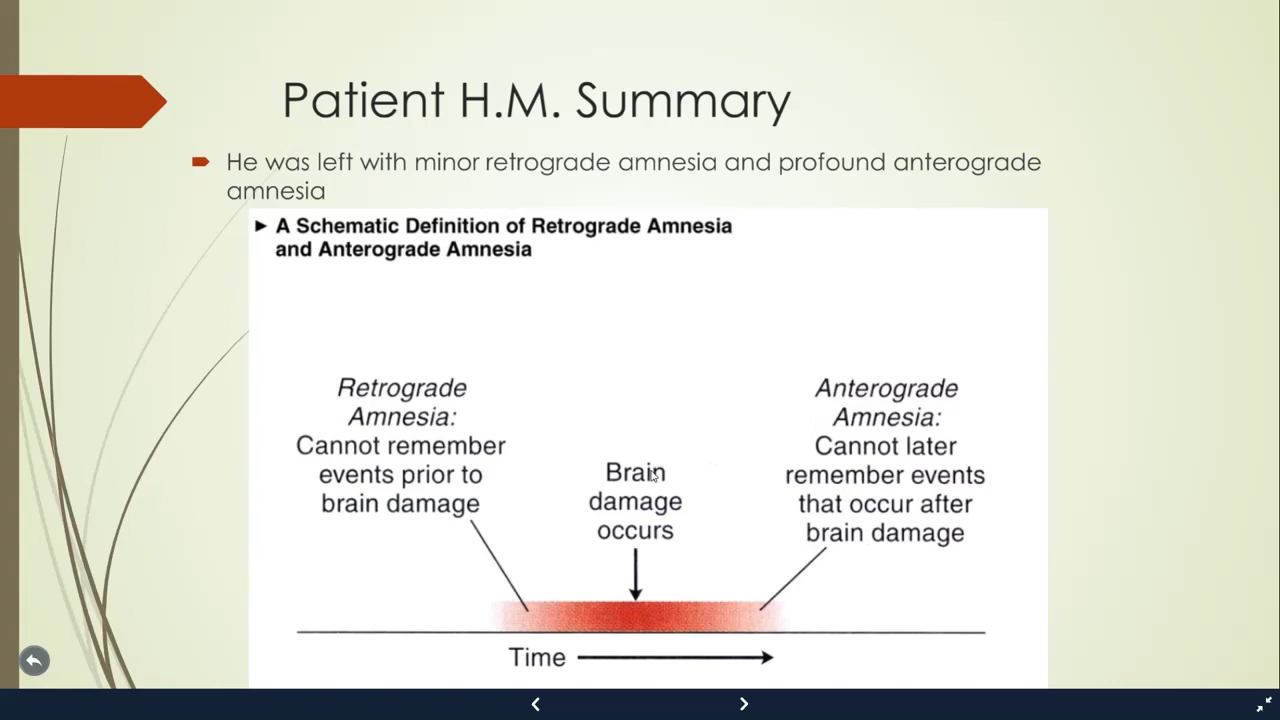 Patient H.M. Summary
He was left with minor retrograde amnesia and profound anterograde
amnesia
A Schematic Definition of Retrograde Amnesia
and Anterograde Amnesia
Retrograde
Amnesia:
Cannot remember
events prior to
brain damage
Brain
damage
occurs
Anterograde
Amnesia:
Cannot later
remember events
that occur after
brain damage
Time